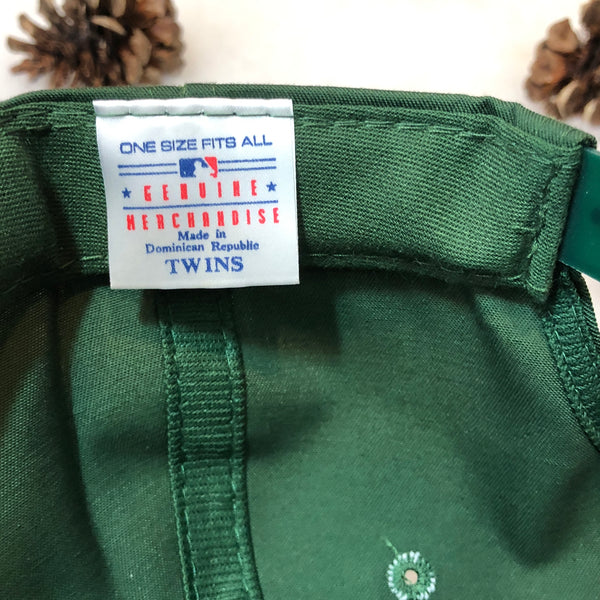 ONE SIZE FITS ALL
★ GENUINE ★
MERCHANDISE
Made in
Dominican Republic
TWINS